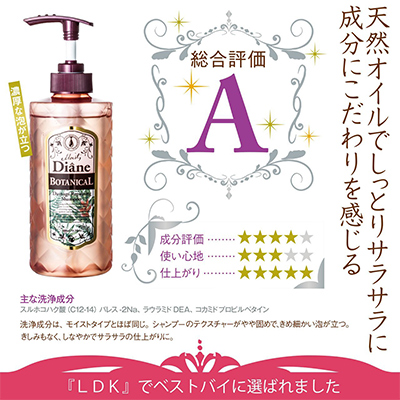 天然オイルでしっとりサラサラに
成分にこだわりを感じる
総合評価
A
濃厚な泡が立つ
Moist
Diane
BOTANICAL
成分評価 ……… ★★★★☆
使い心地 ……… ★★★☆☆
仕上がり ……… ★★★★★
主な洗浄成分
スルホコハク酸(C12-14)パレス-2Na、ラウラミドDEA、コカミドプロピルベタイン
洗浄成分は、モイストタイプとほぼ同じ。シャンプーのテクスチャーがやや固めで、きめ細かい泡が立つ。
きしみもなく、しなやかでサラサラの仕上がりに。
『LDK』でベストバイに選ばれました